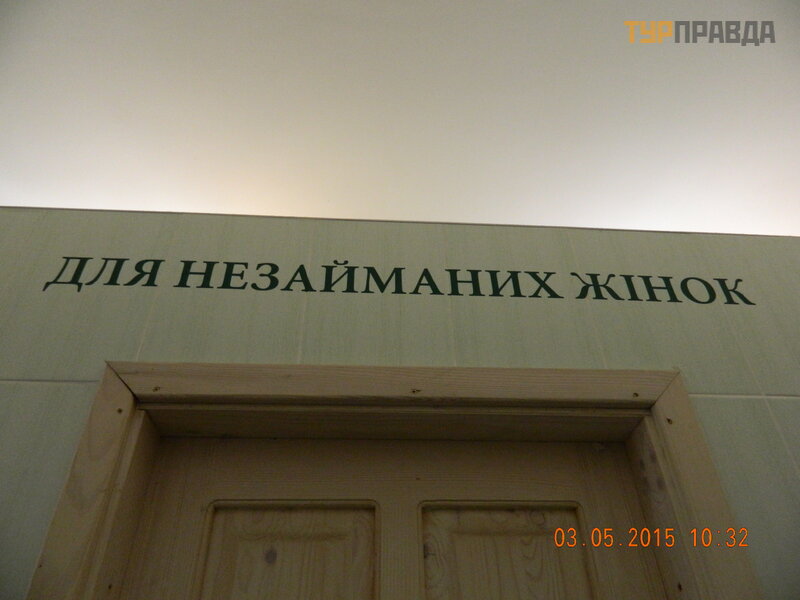 ТУРПРАВДА
ДЛЯ НЕЗАЙМАНИХ ЖІНОК
03.05.2015 10:32